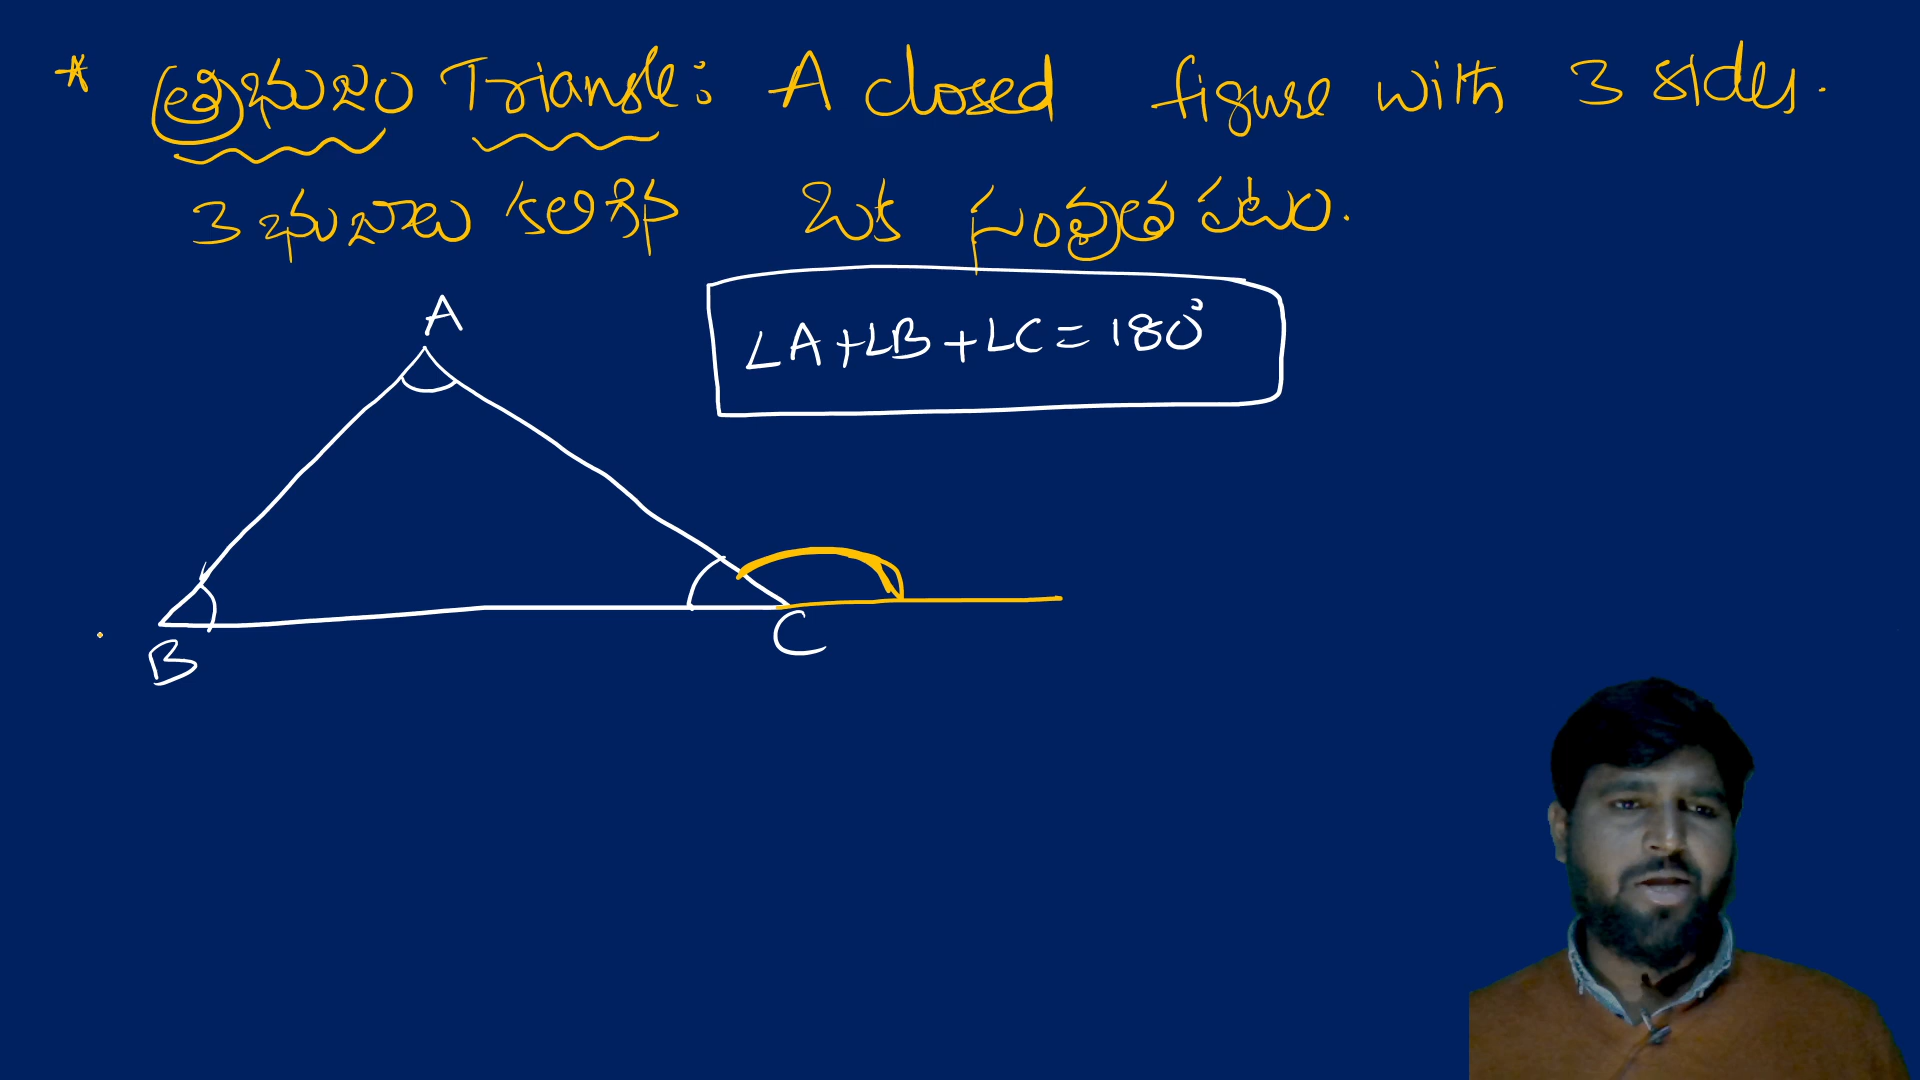 * త్రిభుజం Triangle: A closed figure with 3 sides.
3 భుజాలు కలిగిన ఒక సంవృత పటం.
A
∠A+∠B+∠C=180°
B
C